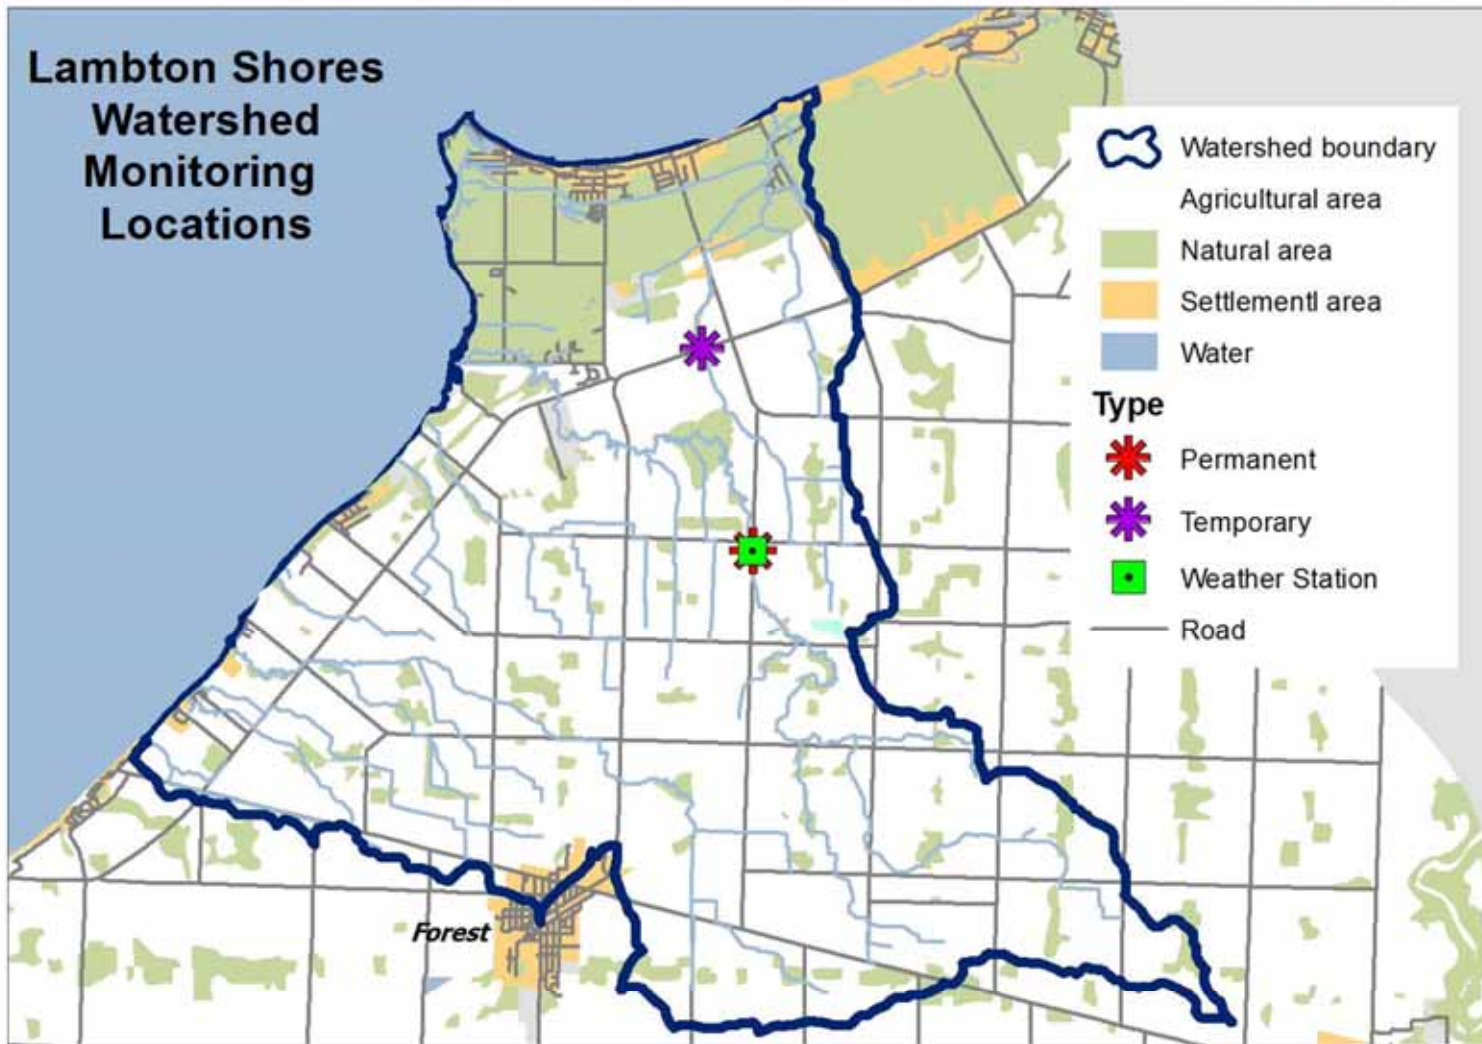 Lambton Shores
Watershed
Monitoring
Locations
Watershed boundary
Agricultural area
Natural area
Settlementl area
Water
Type
Permanent
Temporary
Weather Station
Road
Forest